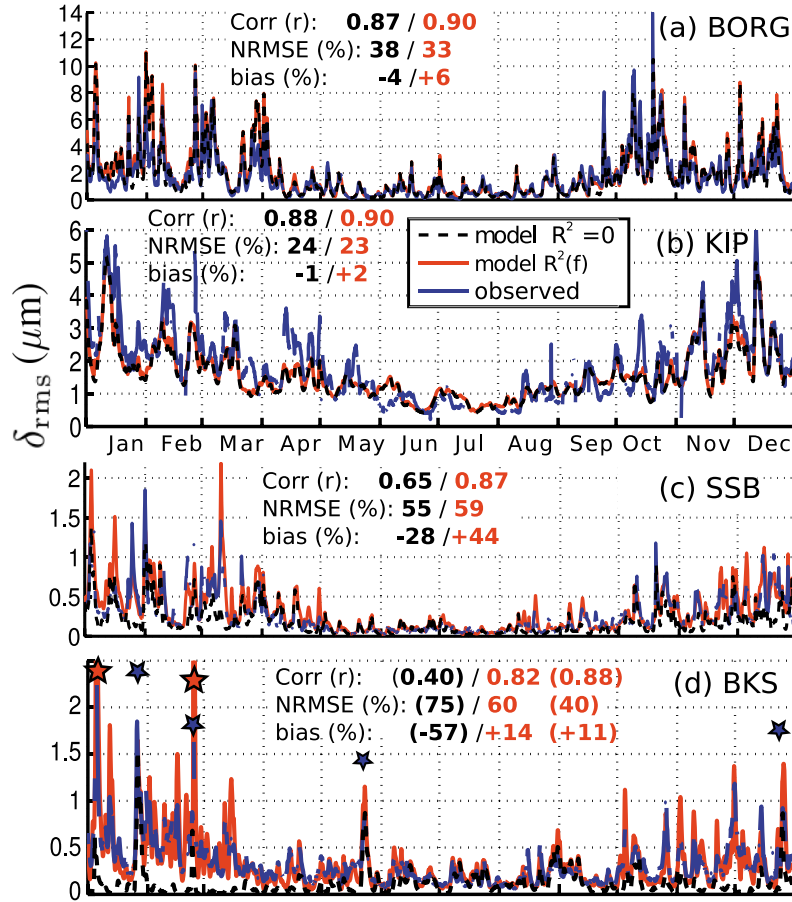 14
12
10
8
6
4
2
0
Corr (r): 0.87 / 0.90
NRMSE (%): 38 / 33
bias (%): -4 /+6
(a) BORG
6
5
4
3
2
1
0
Corr (r): 0.88 / 0.90
NRMSE (%): 24 / 23
bias (%): -1 /+2
model R² =0
model R²(f)
observed
(b) KIP
δrms (μm)
Jan Feb Mar Apr May Jun Jul Aug Sep Oct Nov Dec
2
1.5
1
0.5
0
Corr (r): 0.65 / 0.87
NRMSE (%): 55 / 59
bias (%): -28 /+44
(c) SSB
2
1.5
1
0.5
0
Corr (r): (0.40) / 0.82 (0.88)
NRMSE (%): (75) / 60 (40)
bias (%): (-57) /+14 (+11)
(d) BKS